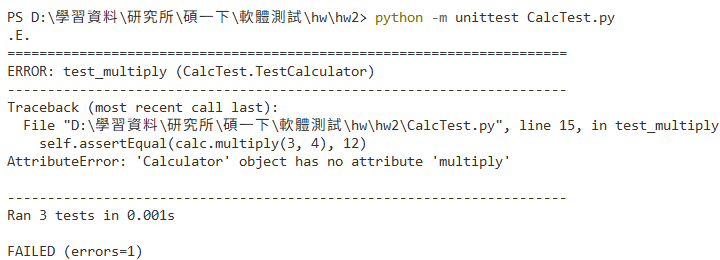 PS D:\學習資料\研究所\碩一下\軟體測試\hw\hw2> python -m unittest CalcTest.py
.E.
======================================================================
ERROR: test_multiply (CalcTest.TestCalculator)
----------------------------------------------------------------------
Traceback (most recent call last):
  File "D:\學習資料\研究所\碩一下\軟體測試\hw\hw2\CalcTest.py", line 15, in test_multiply
    self.assertEqual(calc.multiply(3, 4), 12)
AttributeError: 'Calculator' object has no attribute 'multiply'
----------------------------------------------------------------------
Ran 3 tests in 0.001s
FAILED (errors=1)